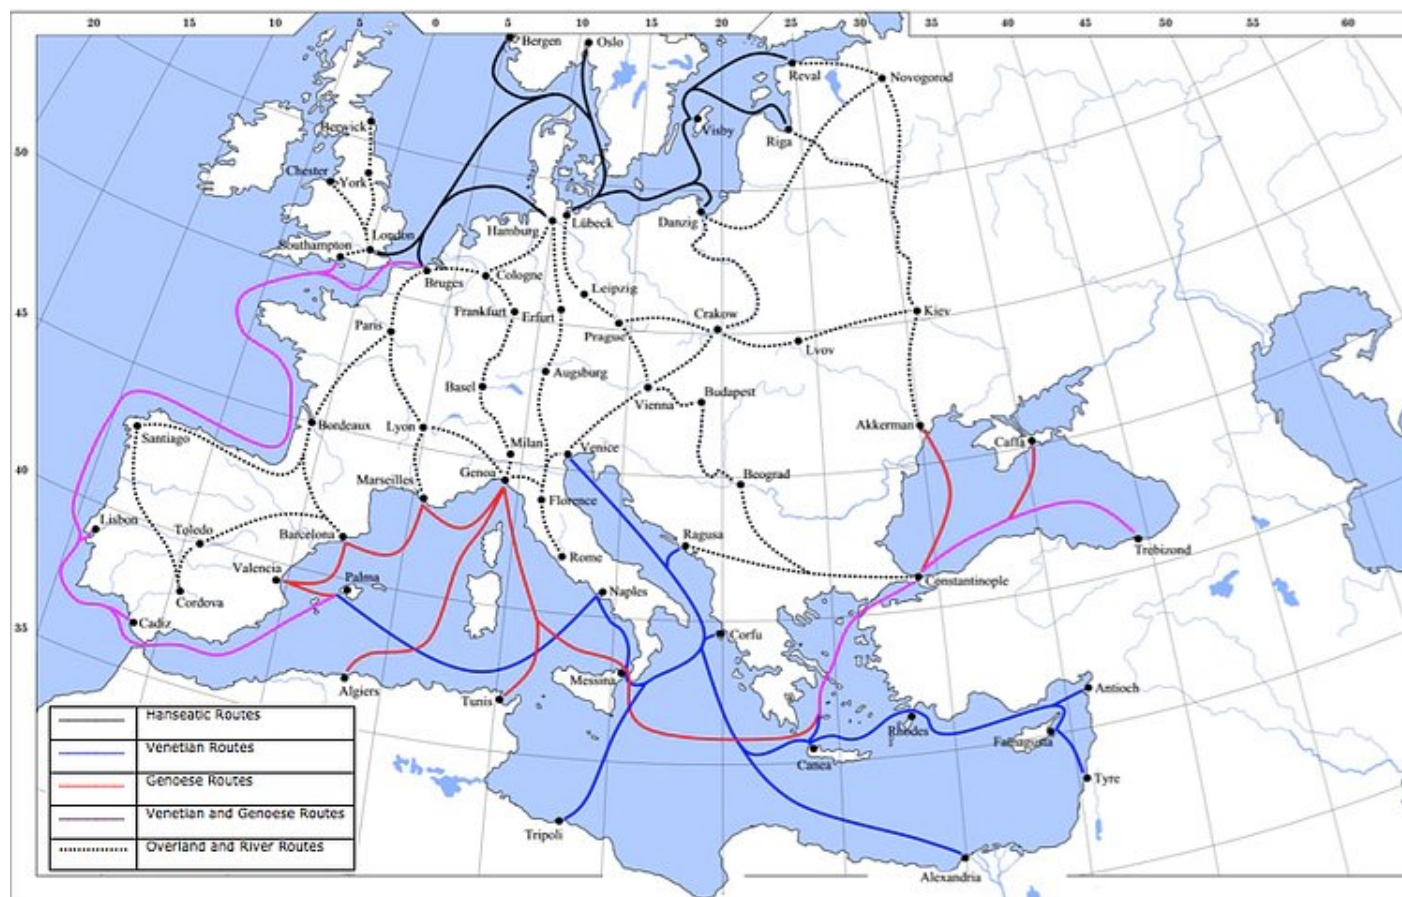 20 15 10 5 0 5 10 15 20 25 30 35 40 45 50 55 60
Bergen
Oslo
Reval
Novogorod
Berwick
Visby
Riga
50
Chester
York
Hamburg
Lübeck
Danzig
London
Southampton
Bruges
Cologne
Leipzig
45
Frankfurt
Erfurt
Crakow
Kiev
Paris
Prague
Lvov
Augsburg
Basel
Vienna
Budapest
Santiago
Bordeaux
Lyon
Akkerman
Caffa
Milan
Venice
40
Genoa
Marseilles
Beograd
Florence
Lisbon
Toledo
Barcelona
Ragusa
Trebizond
Valencia
Palma
Rome
Constantinople
Cordova
Naples
35
Cadiz
Corfu
Messina
Algiers
Tunis
Antioch
Rhodes
Famagusta
Canea
Tyre
Tripoli
Alexandria
Hanseatic Routes
Venetian Routes
Genoese Routes
Venetian and Genoese Routes
Overland and River Routes